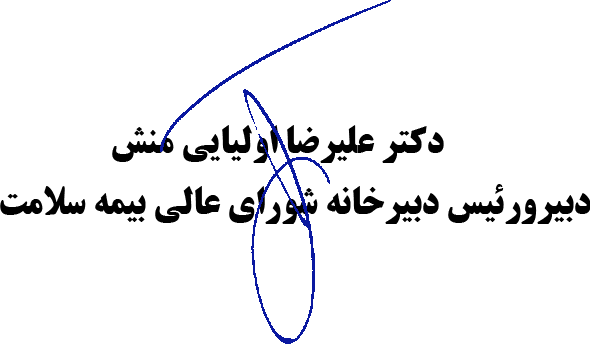 دکتر علیرضا اولیایی منش
دبیرورئیس دبیرخانه شورای عالی بیمه سلامت